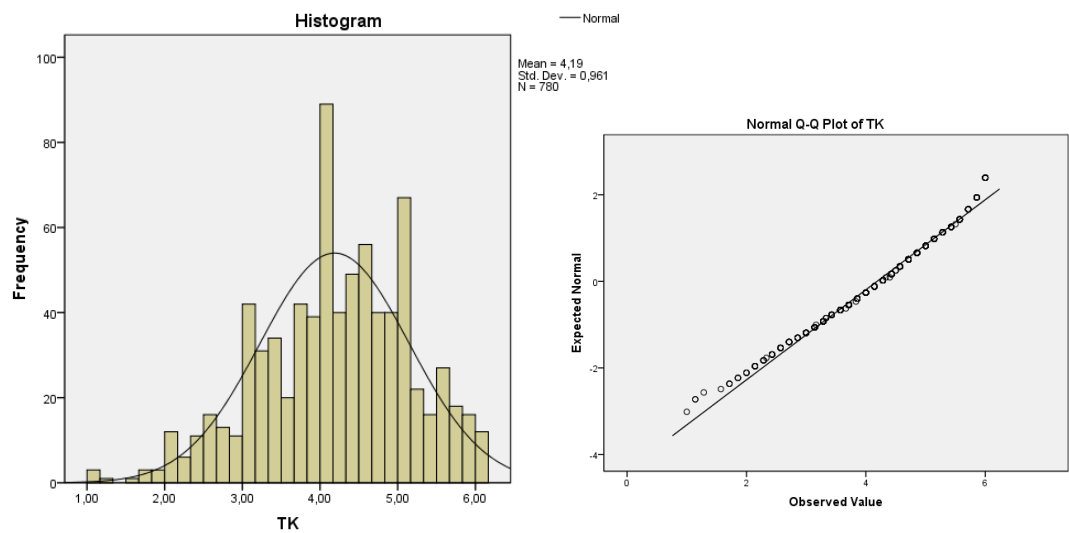 Histogram
Normal
Mean = 4,19
Std. Dev. = 0,961
N = 780
Frequency
100
80
60
40
20
0
1,00 2,00 3,00 4,00 5,00 6,00
TK
Normal Q-Q Plot of TK
Expected Normal
2
0
-2
-4
0 2 4 6
Observed Value